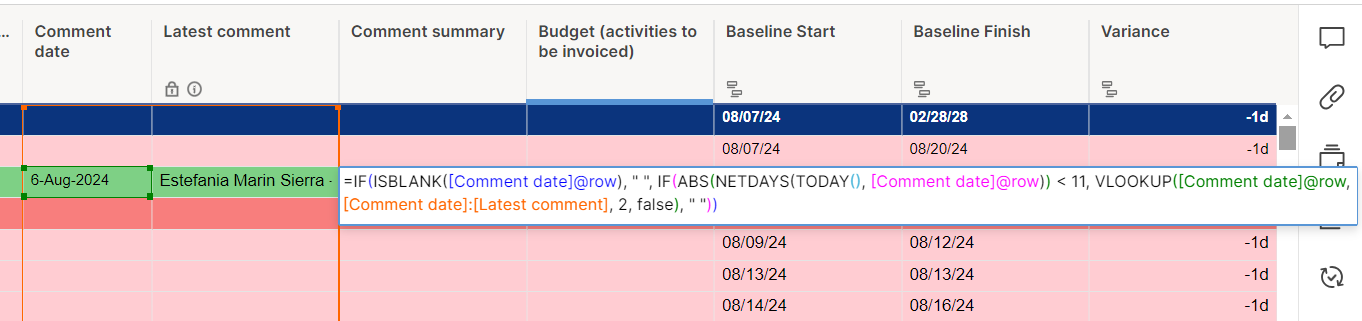 ... Comment date Latest comment Comment summary Budget (activities to be invoiced) Baseline Start Baseline Finish Variance
08/07/24 02/28/28 -1d
08/07/24 08/20/24 -1d
6-Aug-2024 Estefania Marin Sierra - =IF(ISBLANK([Comment date]@row), " ", IF(ABS(NETDAYS(TODAY(), [Comment date]@row)) < 11, VLOOKUP([Comment date]@row,
[Comment date]:[Latest comment], 2, false), " "))
08/09/24 08/12/24 -1d
08/13/24 08/13/24 -1d
08/14/24 08/16/24 -1d